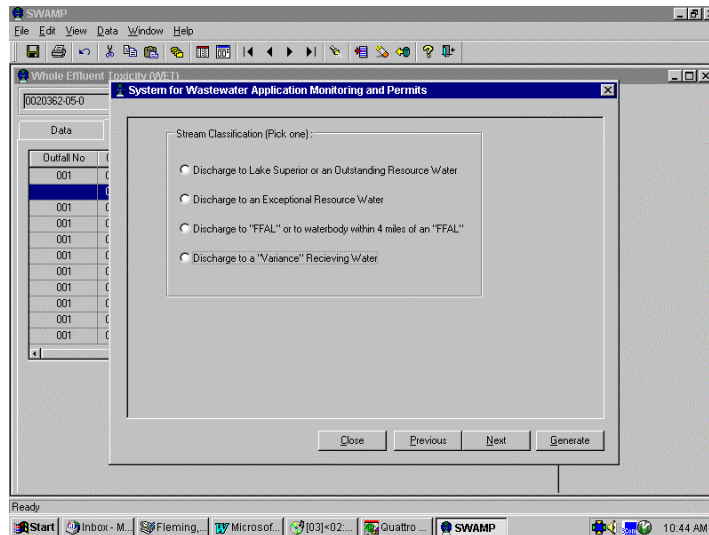 SWAMP
File Edit View Data Window Help
Whole Effluent Toxicity (WET)
0020362-05-0
System for Wastewater Application Monitoring and Permits
Data
Outfall No
001
001
001
001
001
001
001
001
001
001
Stream Classification (Pick one) :
Discharge to Lake Superior or an Outstanding Resource Water
Discharge to an Exceptional Resource Water
Discharge to "FFAL" or to waterbody within 4 miles of an "FFAL"
Discharge to a "Variance" Recieving Water
Close Previous Next Generate
Ready
Start Inbox - M... Fleming,... Microsof... [03]<02:... Quattro ... SWAMP 10:44 AM